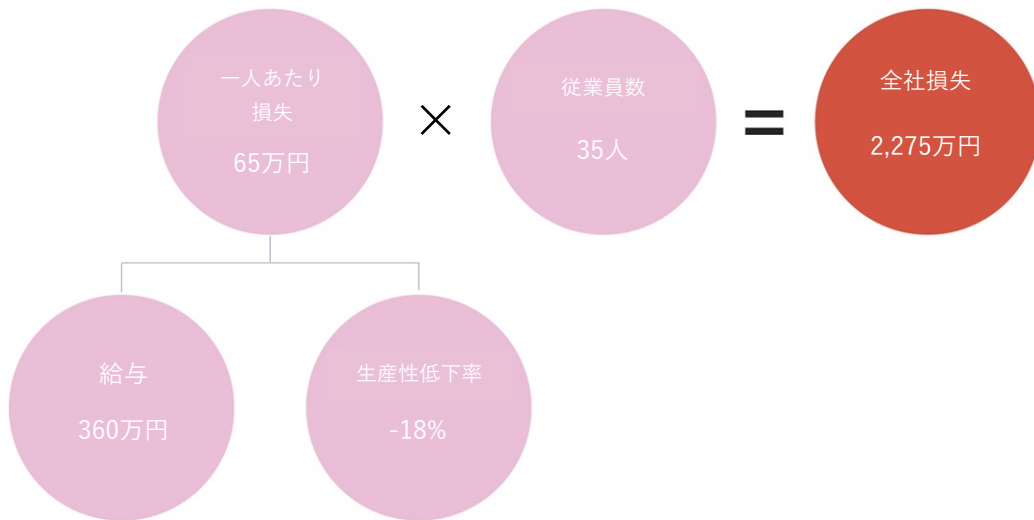 一人あたり
損失
65万円
×
従業員数
35人
=
全社損失
2,275万円
給与
360万円
生産性低下率
-18%